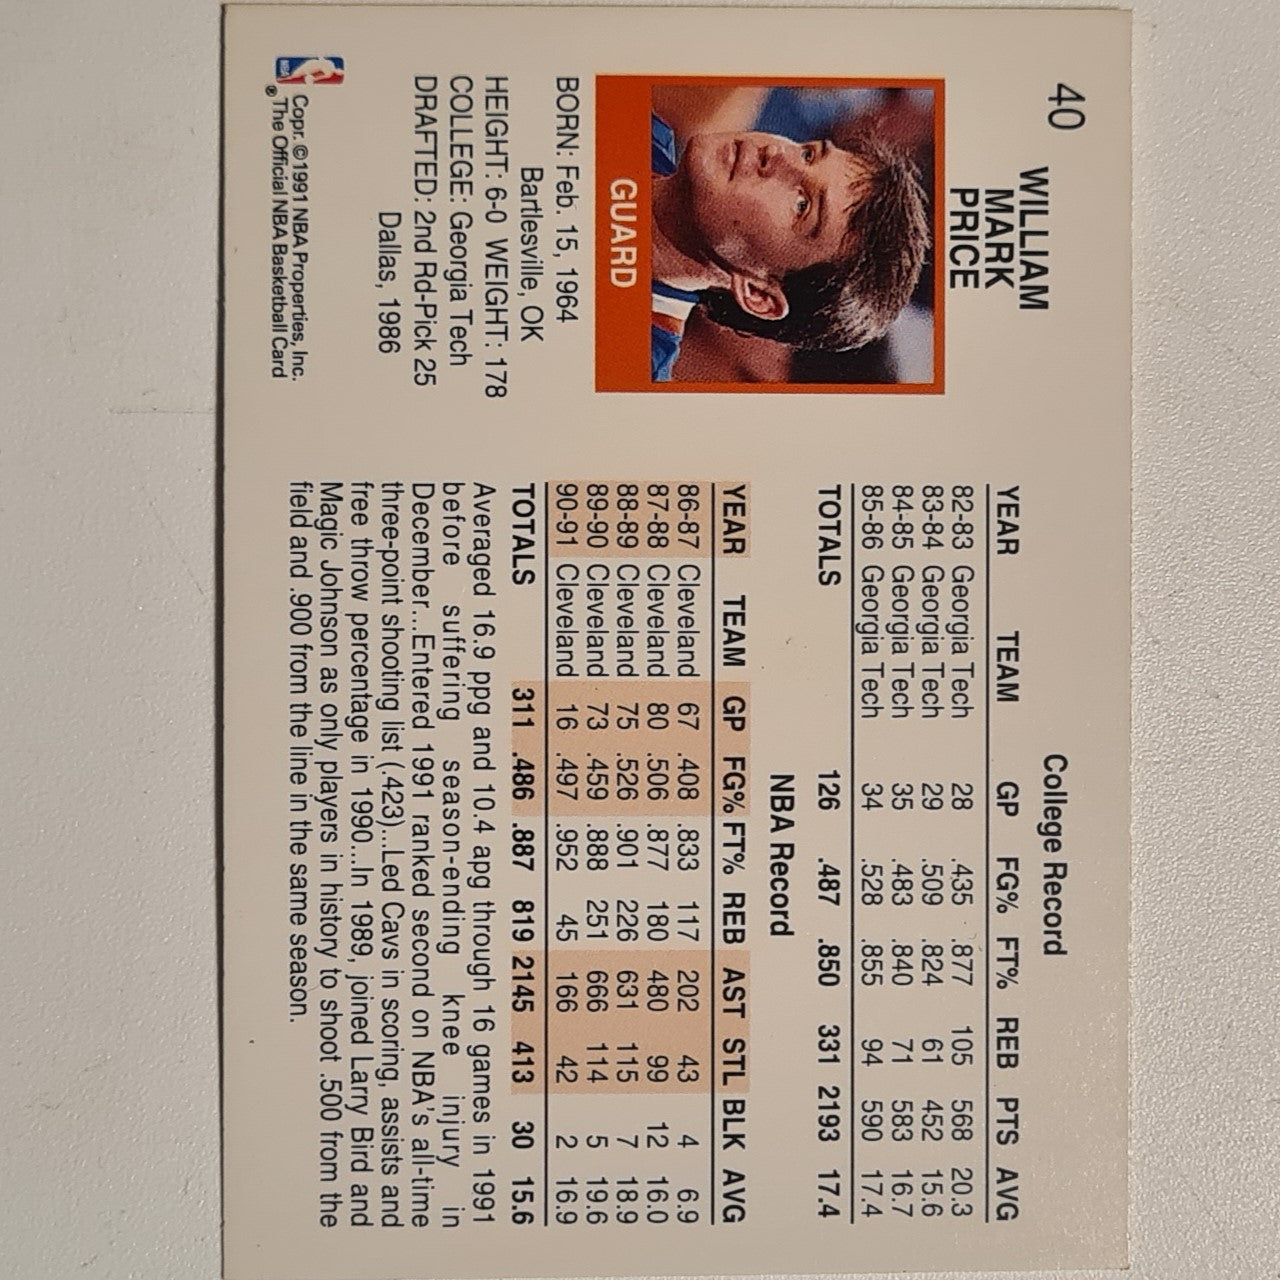 40
WILLIAM
MARK
PRICE
GUARD
BORN: Feb. 15, 1964
Bartlesville, OK
HEIGHT: 6-0 WEIGHT: 178
COLLEGE: Georgia Tech
DRAFTED: 2nd Rd-Pick 25
Dallas, 1986
NBA
Copr. ©1991 NBA Properties, Inc.
® The Official NBA Basketball Card
College Record
YEAR TEAM GP FG% FT% REB PTS AVG
82-83 Georgia Tech 28 .435 .877 105 568 20.3
83-84 Georgia Tech 29 .509 .824 61 452 15.6
84-85 Georgia Tech 35 .483 .840 71 583 16.7
85-86 Georgia Tech 34 .528 .855 94 590 17.4
TOTALS 126 .487 .850 331 2193 17.4
NBA Record
YEAR TEAM GP FG% FT% REB AST STL BLK AVG
86-87 Cleveland 67 .408 .833 117 202 43 4 6.9
87-88 Cleveland 80 .506 .877 180 480 99 12 16.0
88-89 Cleveland 75 .526 .901 226 631 115 7 18.9
89-90 Cleveland 73 .459 .888 251 666 114 5 19.6
90-91 Cleveland 16 .497 .952 45 166 42 2 16.9
TOTALS 311 .486 .887 819 2145 413 30 15.6
Averaged 16.9 ppg and 10.4 apg through 16 games in 1991
before suffering season-ending knee injury in
December...Entered 1991 ranked second on NBA's all-time
three-point shooting list (.423)...Led Cavs in scoring, assists and
free throw percentage in 1990...In 1989, joined Larry Bird and
Magic Johnson as only players in history to shoot .500 from the
field and .900 from the line in the same season.